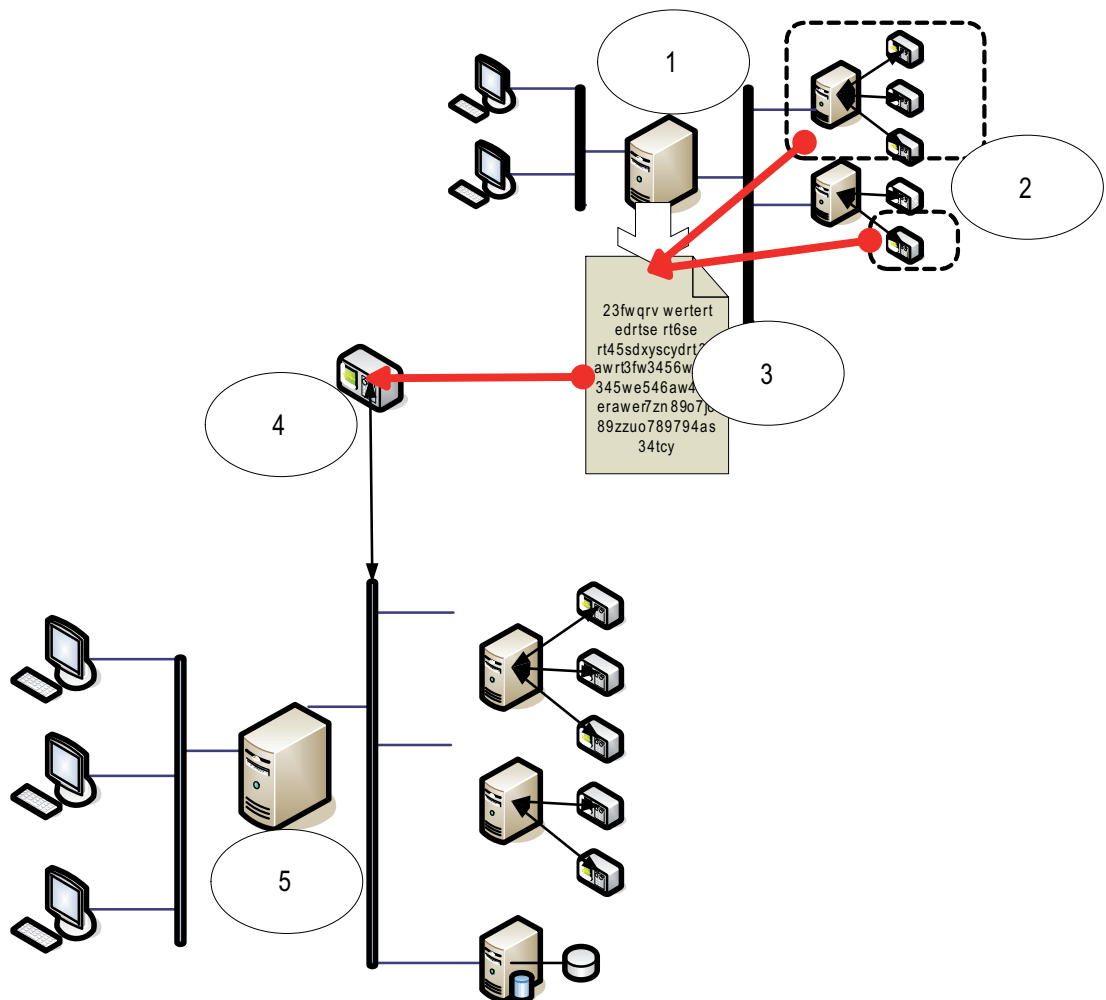 1
2
23fwqrv wertert
edrtse rt6se
rt45sdxyscydrt
awrt3fw3456w
3
345we546aw4
erawer7zn89o7j
89zzuo789794as
34tcy
4
5